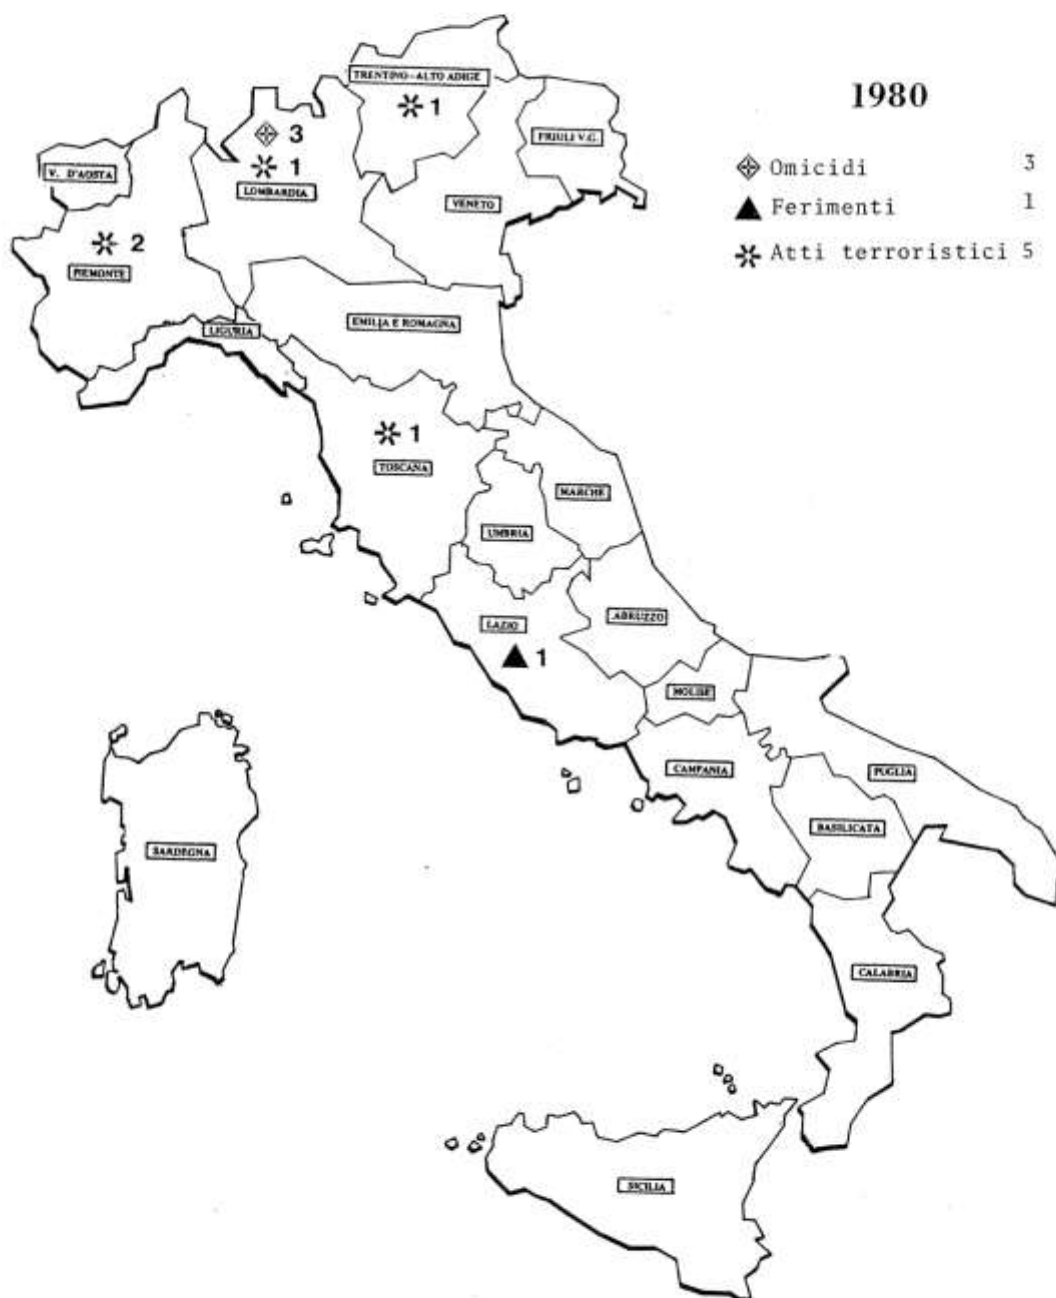 1980
Omicidi 3
Ferimenti 1
Atti terroristici 5
TRENTINO-ALTO ADIGE
1
FRIULI V.G.
3
1
LOMBARDIA
V. D'AOSTA
VENETO
2
PIEMONTE
LIGURIA
EMILIA E ROMAGNA
1
TOSCANA
MARCHE
UMBRIA
LAZIO
1
ABRUZZO
MOLISE
CAMPANIA
PUGLIA
BASILICATA
SARDEGNA
CALABRIA
SICILIA